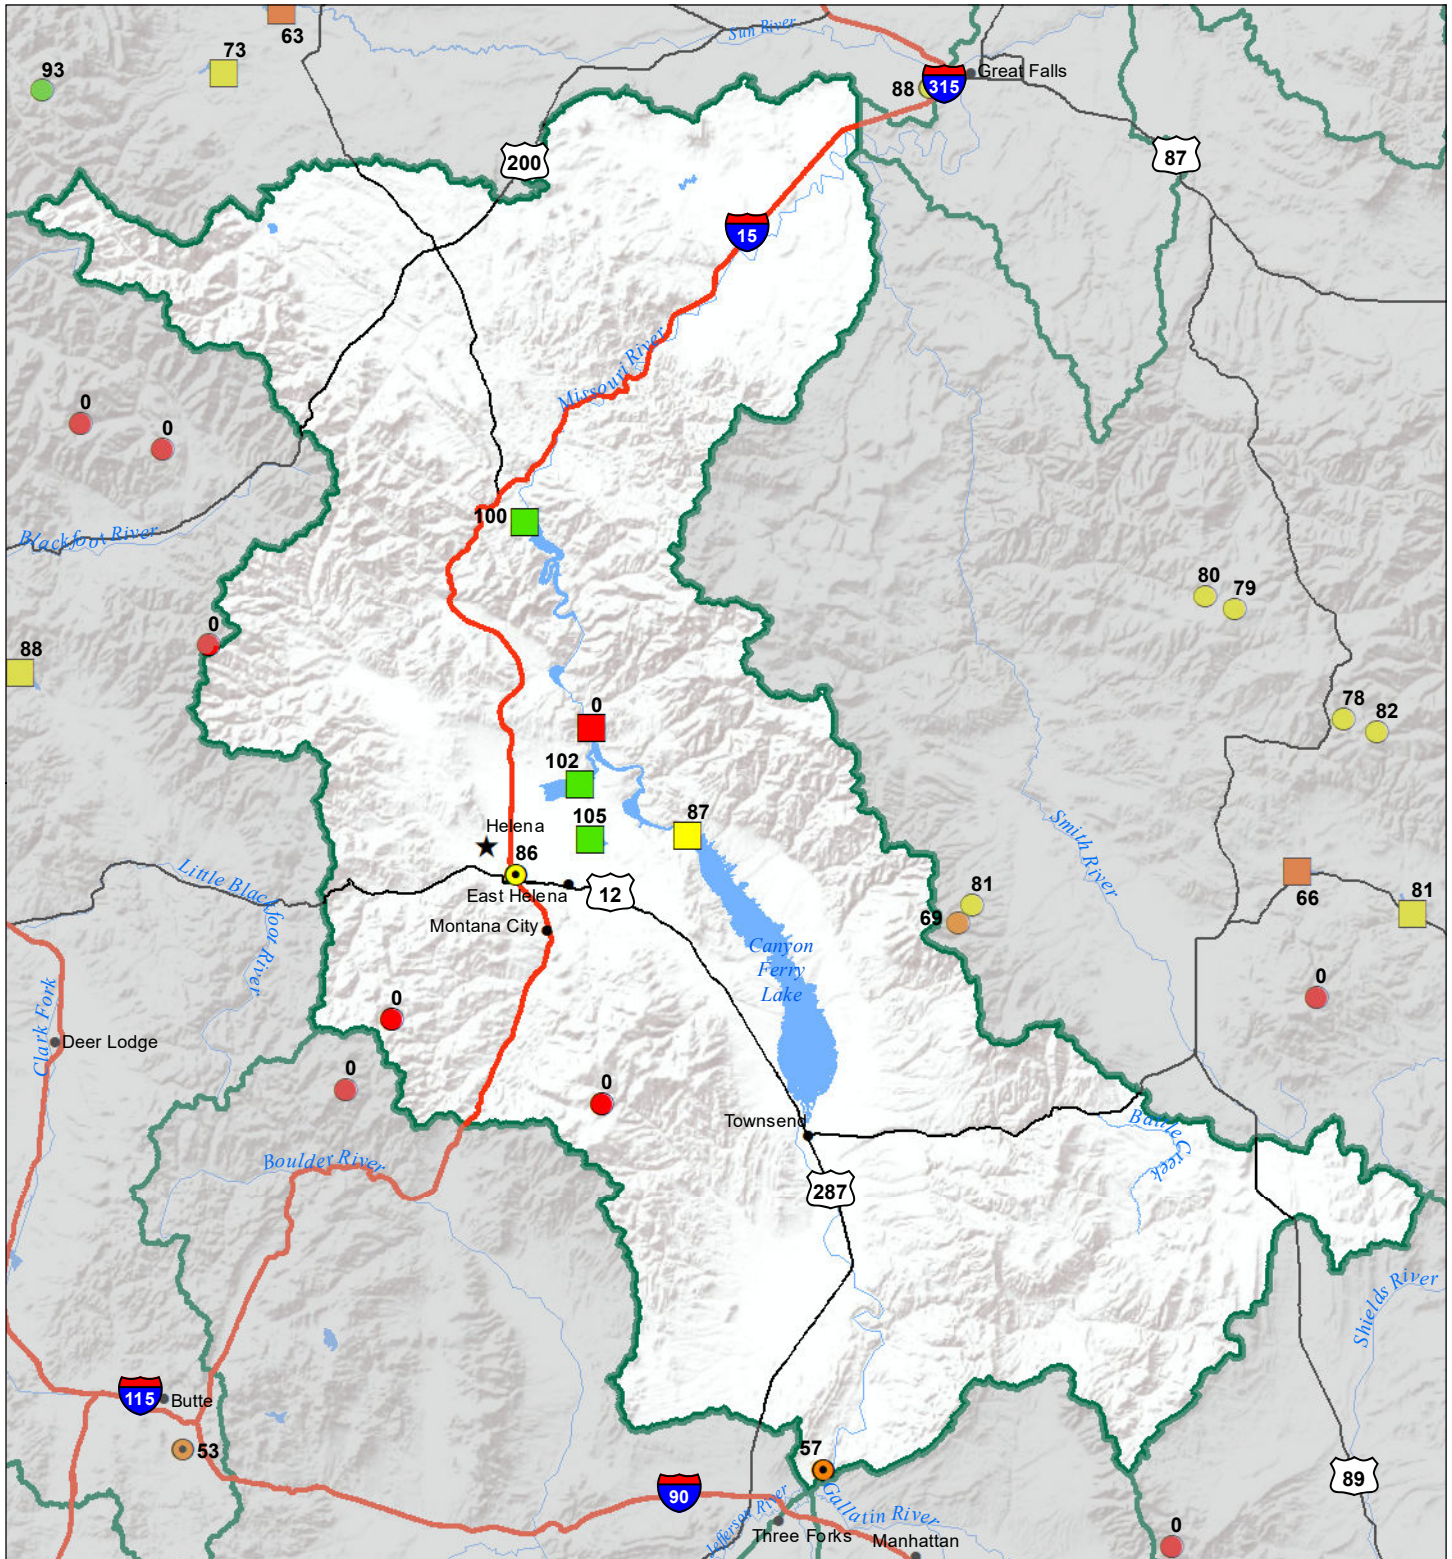 63
73
93
Sun River
Great Falls
315
88
200
87
15
Missouri River
0
0
100
Blackfoot River
80
79
0
88
78
82
0
102
105
87
Helena
86
Smith River
Little Blackfoot River
East Helena
12
81
69
66
81
Montana City
Canyon
Ferry
Lake
Clark Fork
0
0
Deer Lodge
0
0
Townsend
Battle Creek
Boulder River
287
Shields River
115
Butte
53
57
89
90
Gallatin River
Jefferson River
Three Forks
0
Manhattan